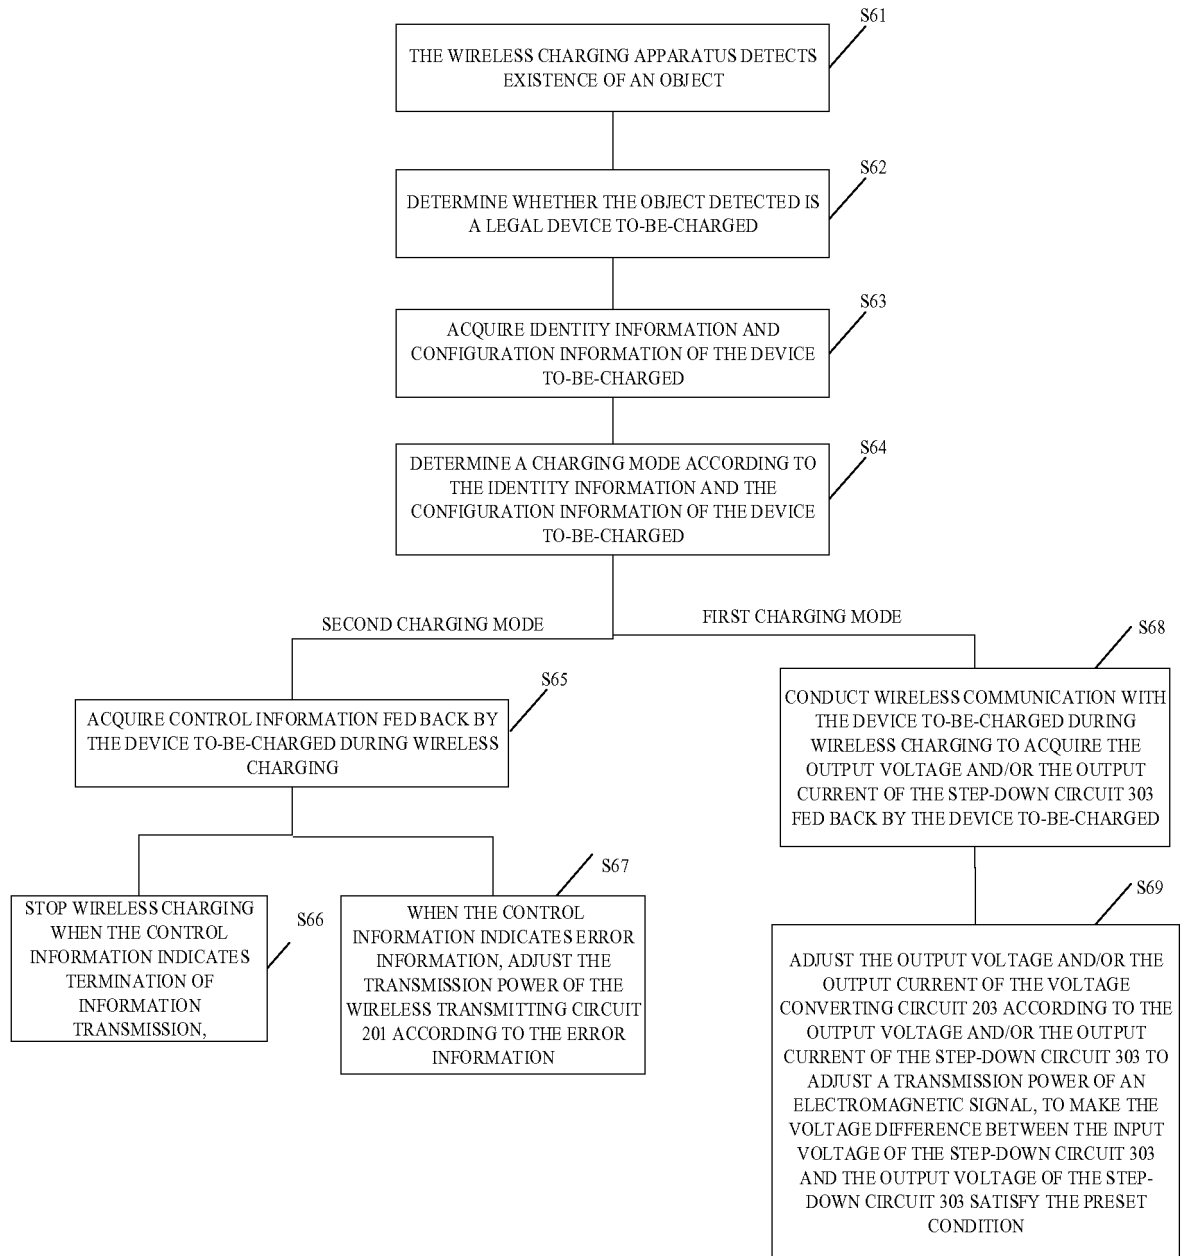 S61
THE WIRELESS CHARGING APPARATUS DETECTS
EXISTENCE OF AN OBJECT
S62
DETERMINE WHETHER THE OBJECT DETECTED IS
A LEGAL DEVICE TO-BE-CHARGED
S63
ACQUIRE IDENTITY INFORMATION AND
CONFIGURATION INFORMATION OF THE DEVICE
TO-BE-CHARGED
S64
DETERMINE A CHARGING MODE ACCORDING TO
THE IDENTITY INFORMATION AND THE
CONFIGURATION INFORMATION OF THE DEVICE
TO-BE-CHARGED
SECOND CHARGING MODE
FIRST CHARGING MODE
S65
ACQUIRE CONTROL INFORMATION FED BACK BY
THE DEVICE TO-BE-CHARGED DURING WIRELESS
CHARGING
S66
STOP WIRELESS CHARGING
WHEN THE CONTROL
INFORMATION INDICATES
TERMINATION OF
INFORMATION
TRANSMISSION,
S67
WHEN THE CONTROL
INFORMATION INDICATES ERROR
INFORMATION, ADJUST THE
TRANSMISSION POWER OF THE
WIRELESS TRANSMITTING CIRCUIT
201 ACCORDING TO THE ERROR
INFORMATION
S68
CONDUCT WIRELESS COMMUNICATION WITH
THE DEVICE TO-BE-CHARGED DURING
WIRELESS CHARGING TO ACQUIRE THE
OUTPUT VOLTAGE AND/OR THE OUTPUT
CURRENT OF THE STEP-DOWN CIRCUIT 303
FED BACK BY THE DEVICE TO-BE-CHARGED
S69
ADJUST THE OUTPUT VOLTAGE AND/OR THE
OUTPUT CURRENT OF THE VOLTAGE
CONVERTING CIRCUIT 203 ACCORDING TO THE
OUTPUT VOLTAGE AND/OR THE OUTPUT
CURRENT OF THE STEP-DOWN CIRCUIT 303 TO
ADJUST A TRANSMISSION POWER OF AN
ELECTROMAGNETIC SIGNAL, TO MAKE THE
VOLTAGE DIFFERENCE BETWEEN THE INPUT
VOLTAGE OF THE STEP-DOWN CIRCUIT 303
AND THE OUTPUT VOLTAGE OF THE STEP-
DOWN CIRCUIT 303 SATISFY THE PRESET
CONDITION